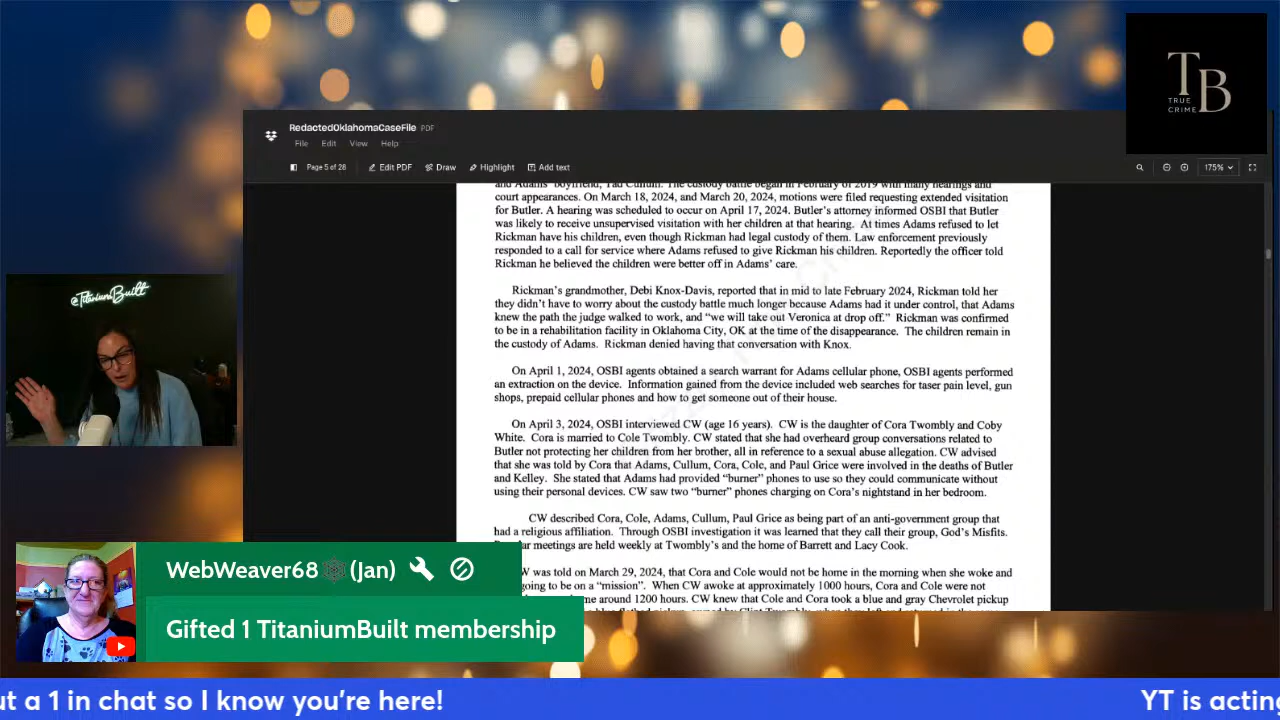 TB
TRUE
CRIME
RedactedOklahomaCaseFile PDF
File Edit View Help
Page 5 of 28 Edit PDF Draw Highlight Add text 175%
and Adams' boyfriend, Tad Cullum. The custody battle began in February of 2019 with many hearings and
court appearances. On March 18, 2024, and March 20, 2024, motions were filed requesting extended visitation
for Butler. A hearing was scheduled to occur on April 17, 2024. Butler's attorney informed OSBI that Butler
was likely to receive unsupervised visitation with her children at that hearing. At times Adams refused to let
Rickman have his children, even though Rickman had legal custody of them. Law enforcement previously
responded to a call for service where Adams refused to give Rickman his children. Reportedly the officer told
Rickman he believed the children were better off in Adams' care.
Rickman's grandmother, Debi Knox-Davis, reported that in mid to late February 2024, Rickman told her
they didn't have to worry about the custody battle much longer because Adams had it under control, that Adams
knew the path the judge walked to work, and "we will take out Veronica at drop off." Rickman was confirmed
to be in a rehabilitation facility in Oklahoma City, OK at the time of the disappearance. The children remain in
the custody of Adams. Rickman denied having that conversation with Knox.
On April 1, 2024, OSBI agents obtained a search warrant for Adams cellular phone, OSBI agents performed
an extraction on the device. Information gained from the device included web searches for taser pain level, gun
shops, prepaid cellular phones and how to get someone out of their house.
On April 3, 2024, OSBI interviewed CW (age 16 years). CW is the daughter of Cora Twombly and Coby
White. Cora is married to Cole Twombly. CW stated that she had overheard group conversations related to
Butler not protecting her children from her brother, all in reference to a sexual abuse allegation. CW advised
that she was told by Cora that Adams, Cullum, Cora, Cole, and Paul Grice were involved in the deaths of Butler
and Kelley. She stated that Adams had provided "burner" phones to use so they could communicate without
using their personal devices. CW saw two "burner" phones charging on Cora's nightstand in her bedroom.
CW described Cora, Cole, Adams, Cullum, Paul Grice as being part of an anti-government group that
had a religious affiliation. Through OSBI investigation it was learned that they call their group, God's Misfits.
meetings are held weekly at Twombly's and the home of Barrett and Lacy Cook.
W was told on March 29, 2024, that Cora and Cole would not be home in the morning when she woke and
going to be on a "mission". When CW awoke at approximately 1000 hours, Cora and Cole were not
me around 1200 hours. CW knew that Cole and Cora took a blue and gray Chevrolet pickup
@TitaniumBuilt
WebWeaver68🕸️(Jan)
Gifted 1 TitaniumBuilt membership
ut a 1 in chat so I know you're here! YT is acting